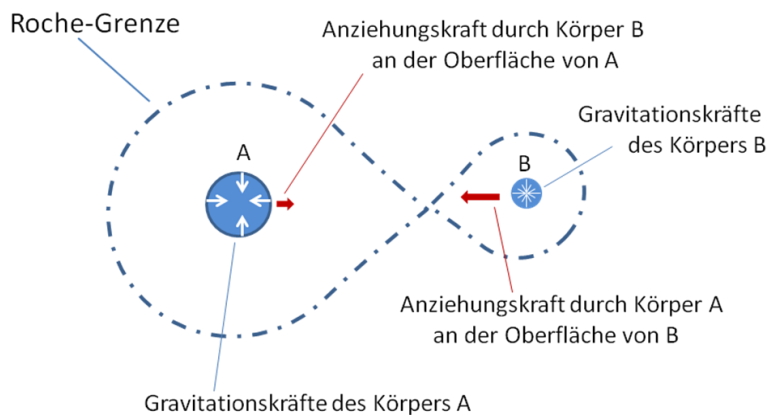 Roche-Grenze
Anziehungskraft durch Körper B
an der Oberfläche von A
Gravitationskräfte
des Körpers B
A
B
Anziehungskraft durch Körper A
an der Oberfläche von B
Gravitationskräfte des Körpers A